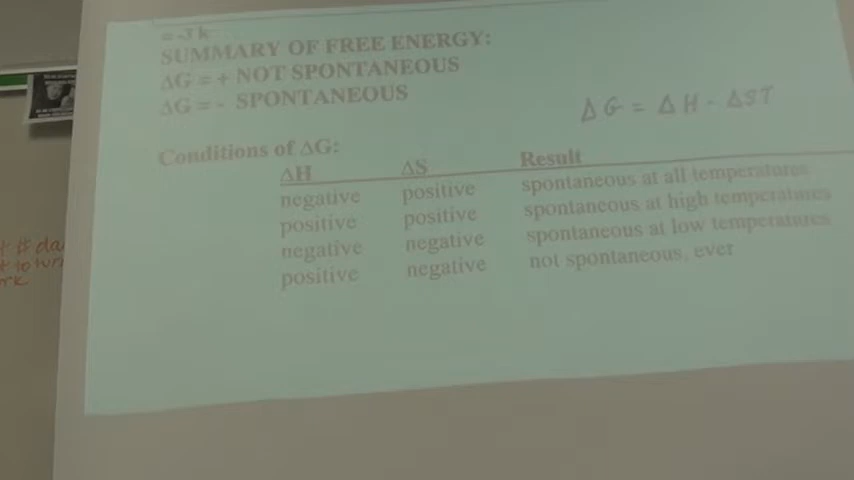 = -J k
SUMMARY OF FREE ENERGY:
ΔG = + NOT SPONTANEOUS
ΔG = - SPONTANEOUS
ΔG = ΔH - ΔST
Conditions of ΔG:
ΔH ΔS Result
negative positive spontaneous at all temperatures
positive positive spontaneous at high temperatures
negative negative spontaneous at low temperatures
positive negative not spontaneous, ever